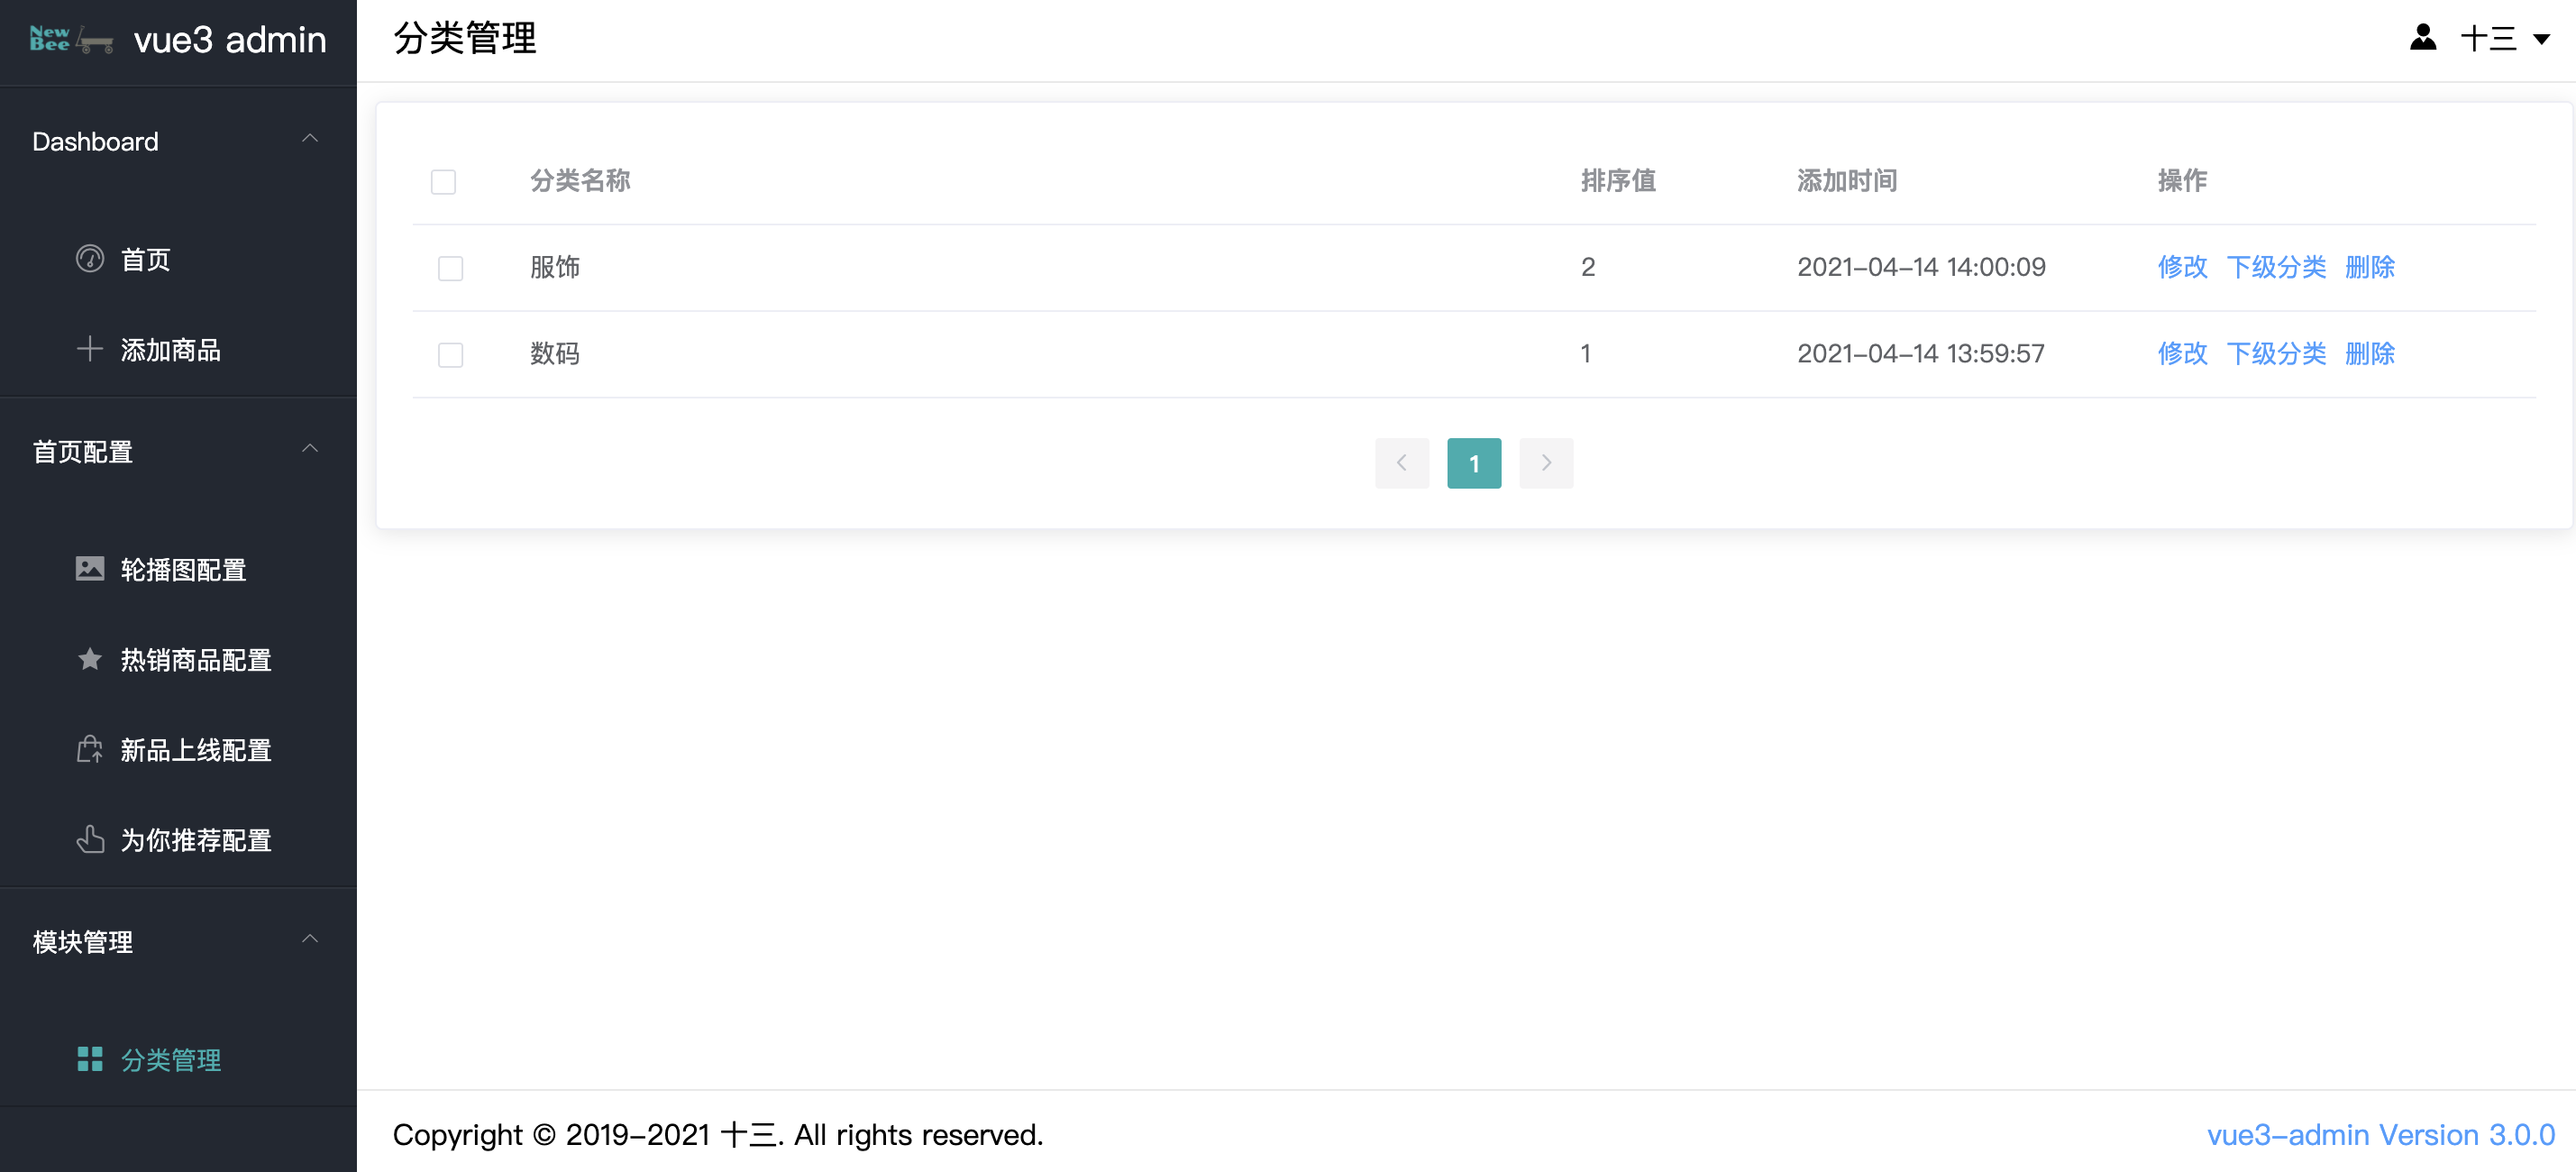 New
Bee
vue3 admin
Dashboard
首页
添加商品
首页配置
轮播图配置
热销商品配置
新品上线配置
为你推荐配置
模块管理
分类管理
分类管理
十三
分类名称 排序值 添加时间 操作
服饰 2 2021-04-14 14:00:09 修改 下级分类 删除
数码 1 2021-04-14 13:59:57 修改 下级分类 删除
1
Copyright © 2019-2021 十三. All rights reserved.
vue3-admin Version 3.0.0